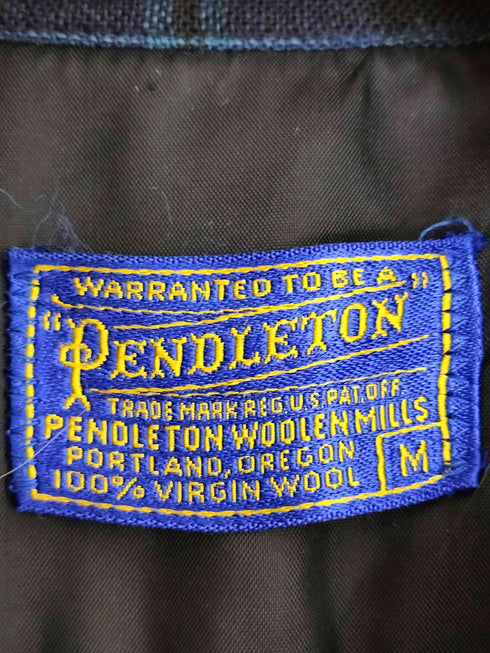 WARRANTED TO BE A
"PENDLETON"
TRADE MARK REG. U.S. PAT. OFF.
PENDLETON WOOLEN MILLS
PORTLAND, OREGON
100% VIRGIN WOOL
M